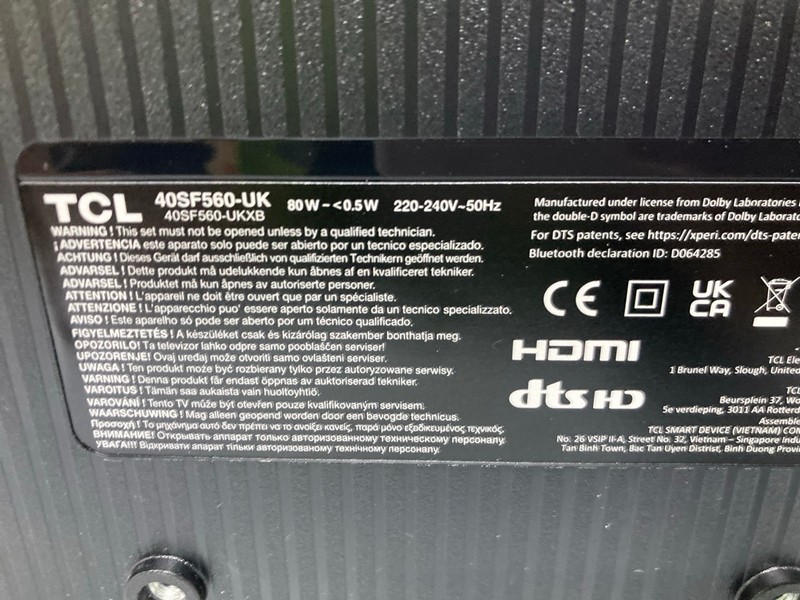 TCL 40SF560-UK 80W⎓<0.5W 220-240V~50Hz
40SF560-UKXB
WARNING! This set must not be opened unless by a qualified technician.
¡ADVERTENCIA este aparato solo puede ser abierto por un tecnico especializado.
ACHTUNG! Dieses Gerät darf ausschließlich von qualifizierten Technikern geöffnet werden.
ADVARSEL! Dette produkt må udelukkende kun åbnes af en kvalificeret tekniker.
ADVARSEL! Produktet må kun åpnes av autoriserte personer.
ATTENTION! L'appareil ne doit être ouvert que par un spécialiste.
ATTENZIONE! L'apparecchio puo' essere aperto solamente da un tecnico specializzato.
AVISO! Este aparelho só pode ser aberto por um técnico qualificado.
FIGYELMEZTETÉS! A készüléket csak és kizárólag szakember bonthatja meg.
OPOZORILO! Ta televizor lahko odpre samo pooblaščen serviser!
UPOZORENJE! Ovaj uredaj može otvoriti samo ovlašteni serviser.
UWAGA! Ten produkt może być rozbierany tylko przez autoryzowane serwisy.
VARNING! Denna produkt får endast öppnas av auktoriserad tekniker.
VAROITUS! Tämän saa aukaista vain huoltoyhtiö.
VAROVÁNÍ! Tento TV může být otevřen pouze kvalifikovaným servisem.
WAARSCHUWING! Mag alleen geopend worden door een bevoegde technicus.
Προσοχή! Το μηχάνημα αυτό δεν πρέπει να το ανοίξει κανείς, παρά μόνο εξειδικευμένος τεχνικός.
ВНИМАНИЕ! Открывать аппарат только авторизованному техническому персоналу.
УВАГА!!! Відкривати апарат тільки авторизованому технічному персоналу.
Manufactured under license from Dolby Laboratories
the double-D symbol are trademarks of Dolby
For DTS patents, see https://xperi.com/dts-
Bluetooth declaration ID: D064285
CE UK
CA
HDMI
dts HD
TCL
1 Brunel Way, Slough, United
TCL
Beursplein 37,
Se verdieping, 3011 AA
TCL SMART DEVICE (VIETNAM)
No. 26 VSIP II-A, Street No. 32, Vietnam – Singapore
Tan Binh Town, Bac Tan Uyen District, Binh Duong